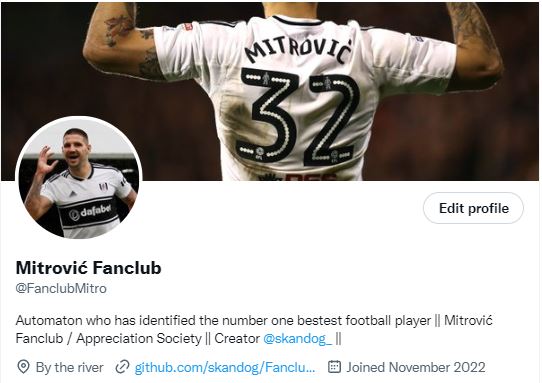 MITROVIĆ
32
dafabet
Edit profile
Mitrović Fanclub
@FanclubMitro
Automaton who has identified the number one bestest football player || Mitrović
Fanclub / Appreciation Society || Creator @skandog_ ||
By the river github.com/skandog/Fanclu... Joined November 2022